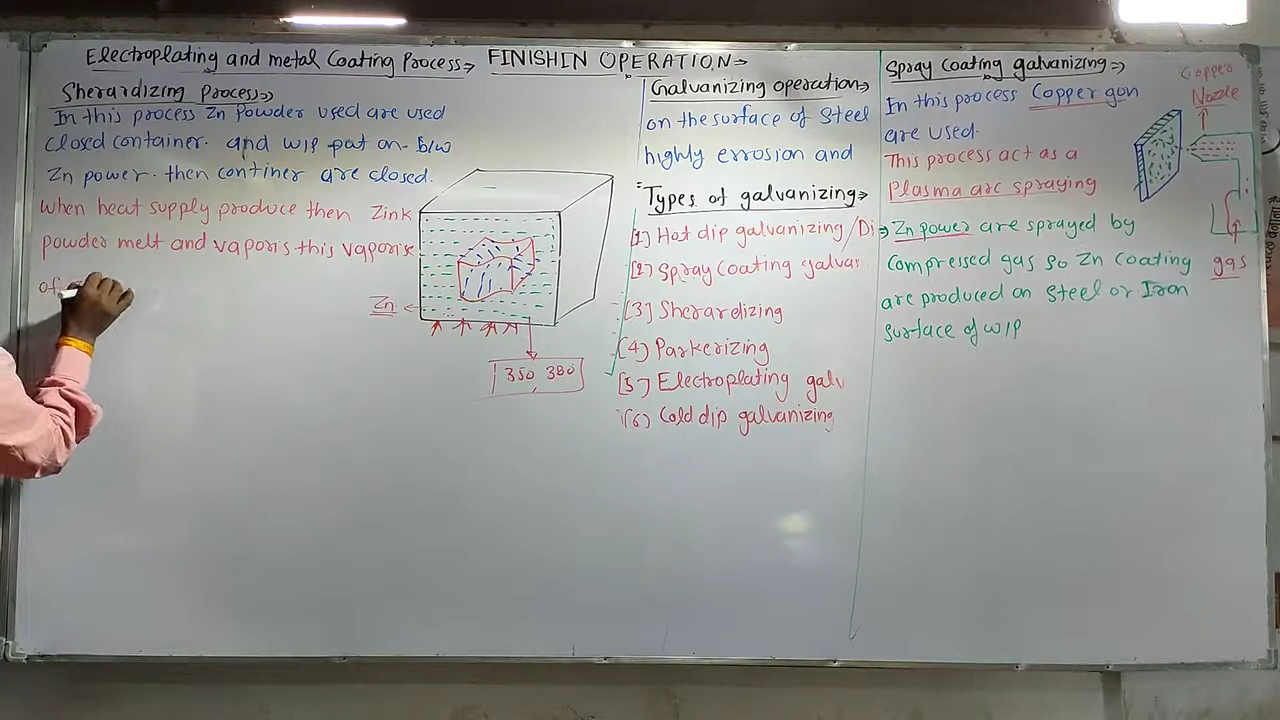 Electroplating and metal Coating Process⇒ FINISHIN OPERATION⇒
Sherardizing Process⇒
In this process Zn Powder used are used
closed container. and w/p put on b/w
Zn power. then continer are closed.
when heat supply produce then Zink
powder melt and vaporis this vaporise
of
Zn
350 380
Galvanizing operation⇒
on the surface of Steel
highly errosion and
Types of galvanizing⇒
[1] Hot dip galvanizing / Di
[2] Spray Coating galvar
[3] Sherardizing
[4] Parkerizing
[5] Electroplating galv
(6) Cold dip galvanizing
Spray Coating galvanizing⇒
In this process Copper gun
are used.
This process act as a
Plasma arc spraying
⇒ Zn power are sprayed by
Compressed gas so Zn Coating
are produced on Steel or Iron
surface of w/p
Copper
Nozzle
gas